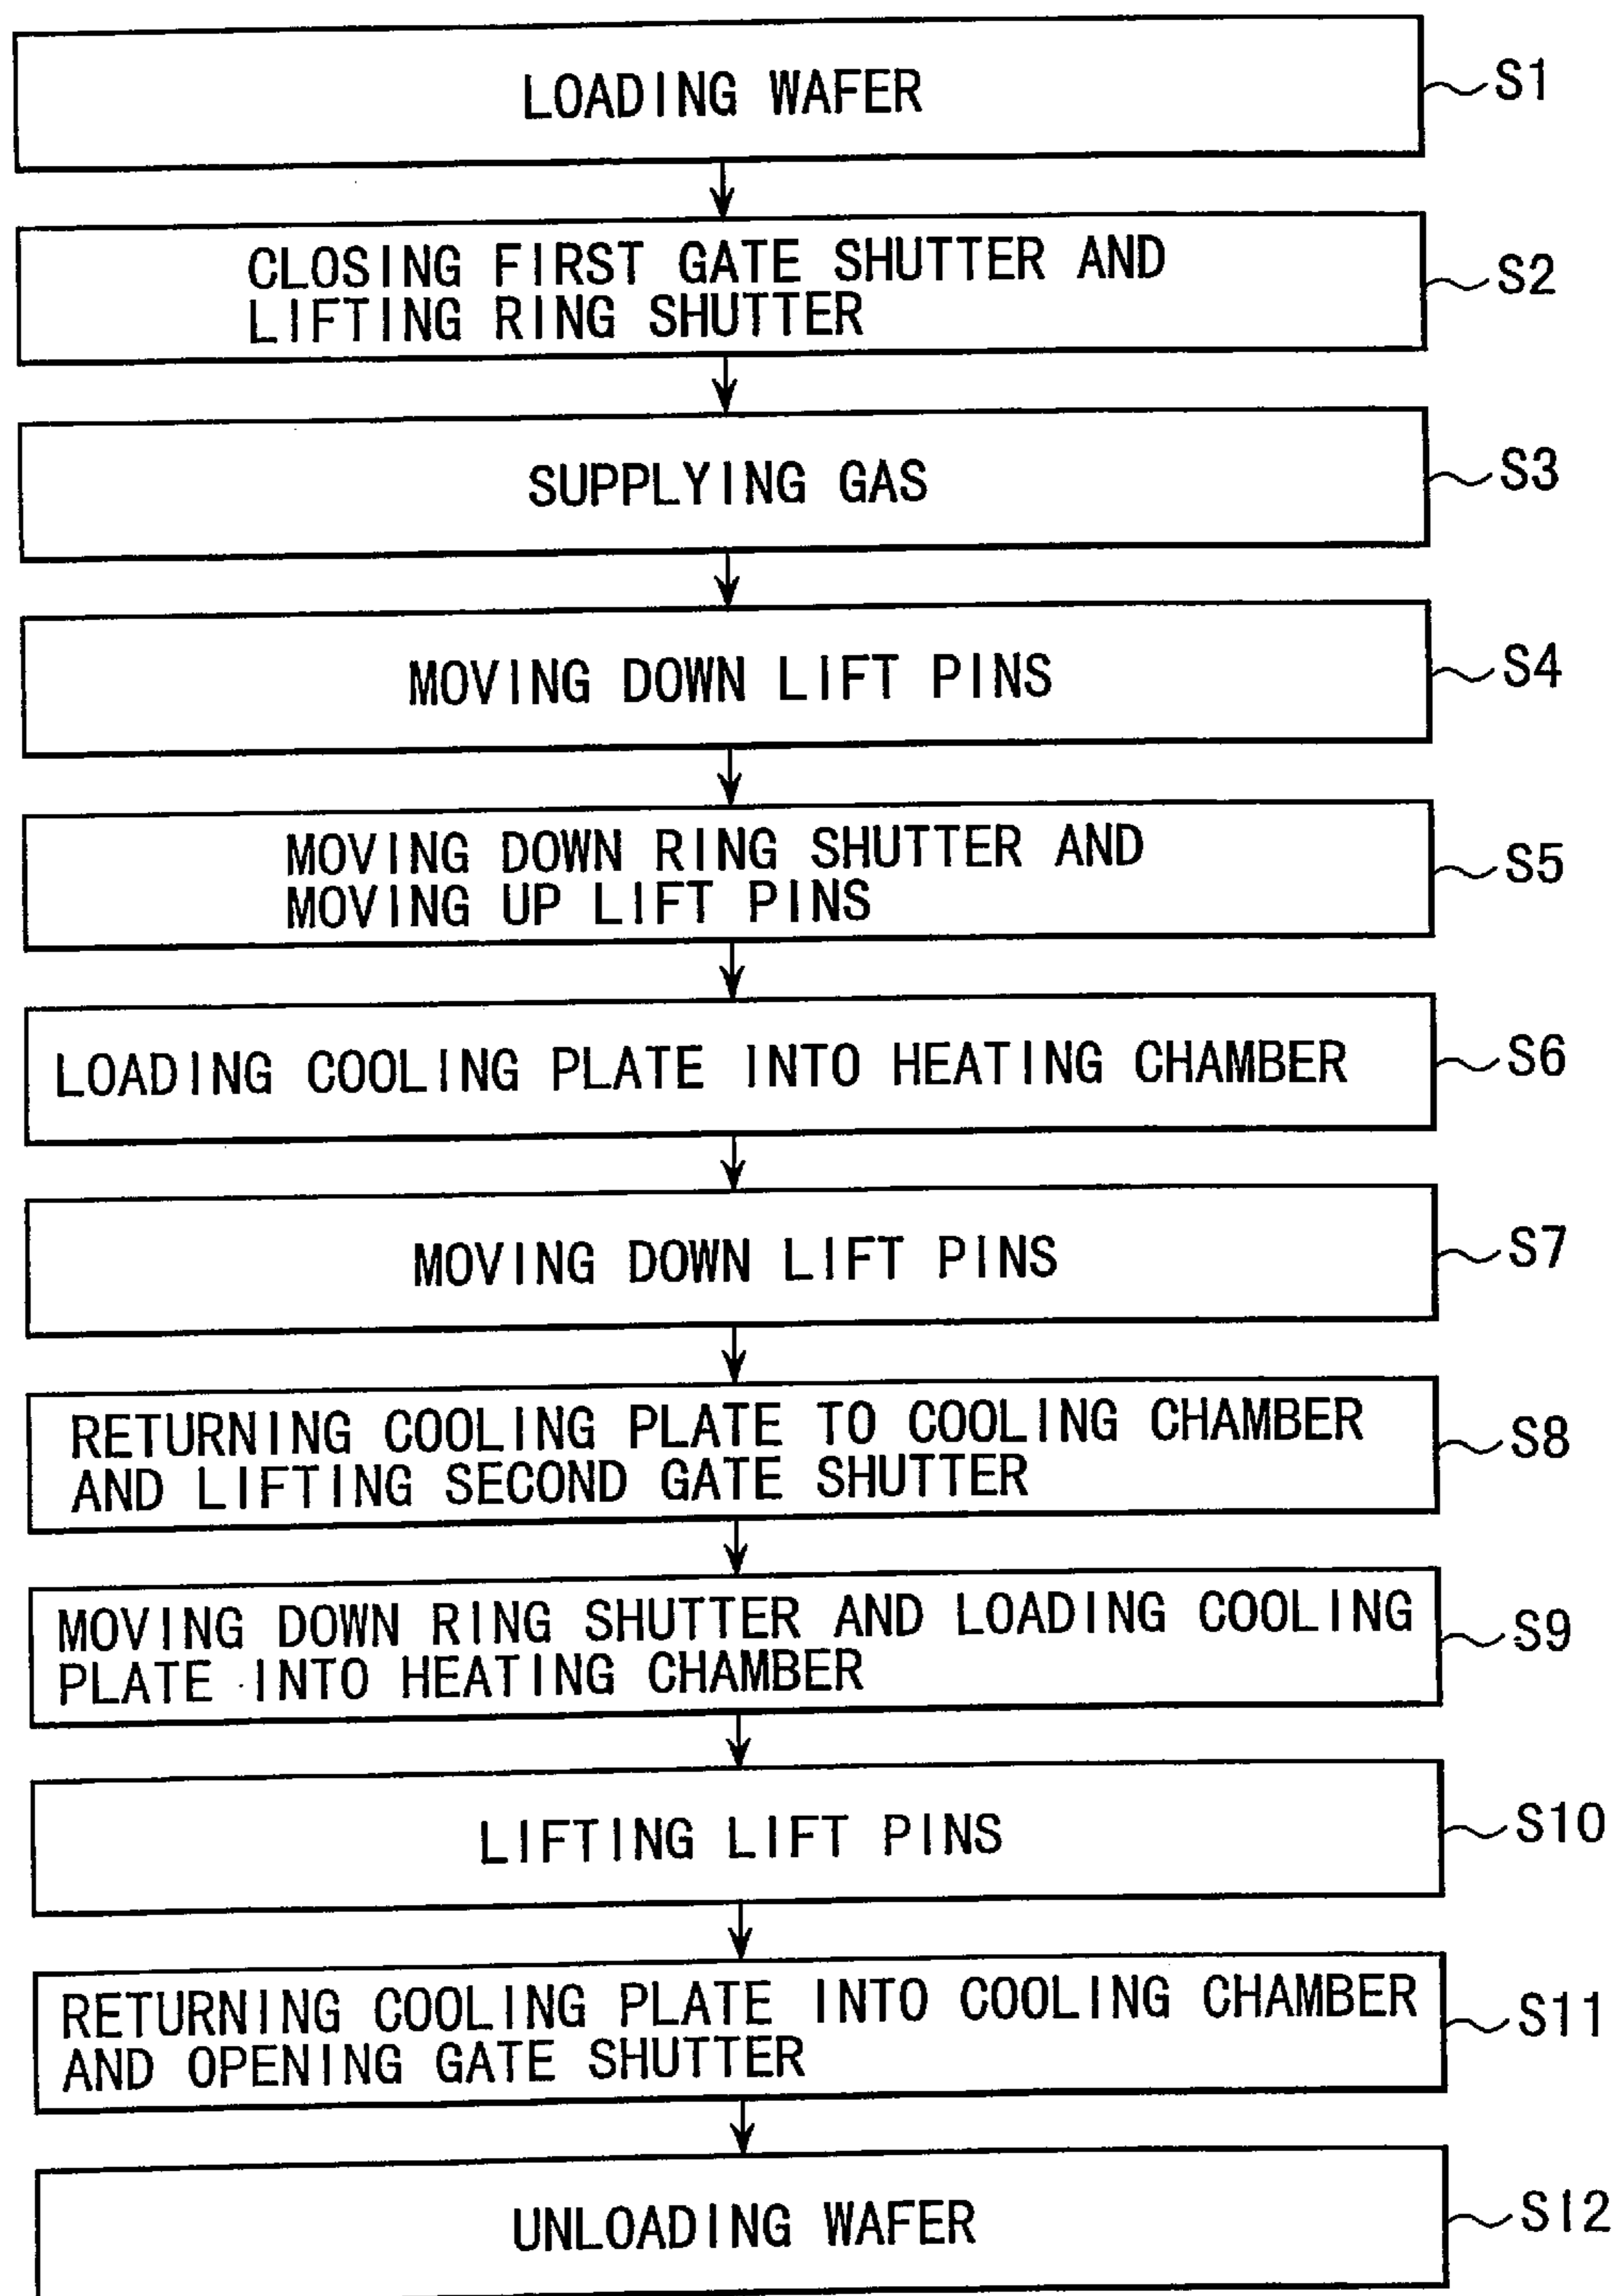 LOADING WAFER
S1
CLOSING FIRST GATE SHUTTER AND
LIFTING RING SHUTTER
S2
SUPPLYING GAS
S3
MOVING DOWN LIFT PINS
S4
MOVING DOWN RING SHUTTER AND
MOVING UP LIFT PINS
S5
LOADING COOLING PLATE INTO HEATING CHAMBER
S6
MOVING DOWN LIFT PINS
S7
RETURNING COOLING PLATE TO COOLING CHAMBER
AND LIFTING SECOND GATE SHUTTER
S8
MOVING DOWN RING SHUTTER AND LOADING COOLING
PLATE INTO HEATING CHAMBER
S9
LIFTING LIFT PINS
S10
RETURNING COOLING PLATE INTO COOLING CHAMBER
AND OPENING GATE SHUTTER
S11
UNLOADING WAFER
S12